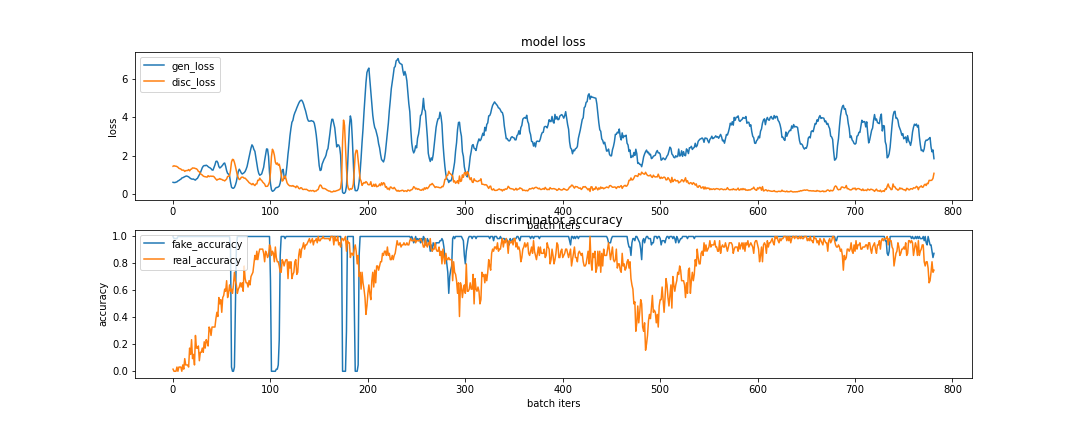 model loss
gen_loss
disc_loss
loss
6
4
2
0
0 100 200 300 400 500 600 700 800
batch iters
discriminator accuracy
fake_accuracy
real_accuracy
accuracy
1.0
0.8
0.6
0.4
0.2
0.0
0 100 200 300 400 500 600 700 800
batch iters